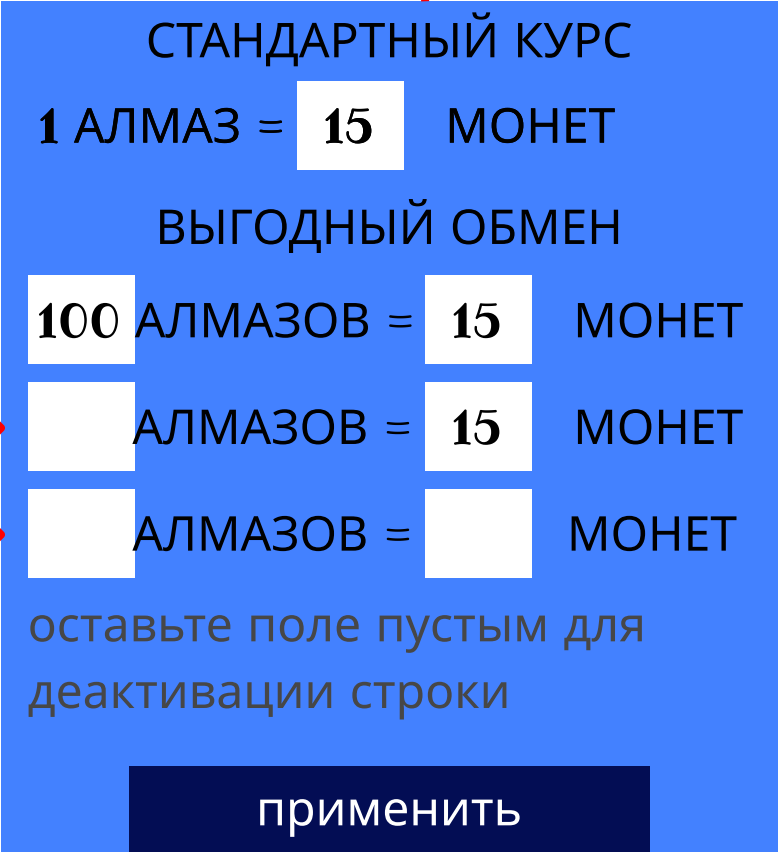 СТАНДАРТНЫЙ КУРС
1 АЛМАЗ = 15 МОНЕТ
ВЫГОДНЫЙ ОБМЕН
100 АЛМАЗОВ = 15 МОНЕТ
АЛМАЗОВ = 15 МОНЕТ
АЛМАЗОВ = МОНЕТ
оставьте поле пустым для
деактивации строки
применить